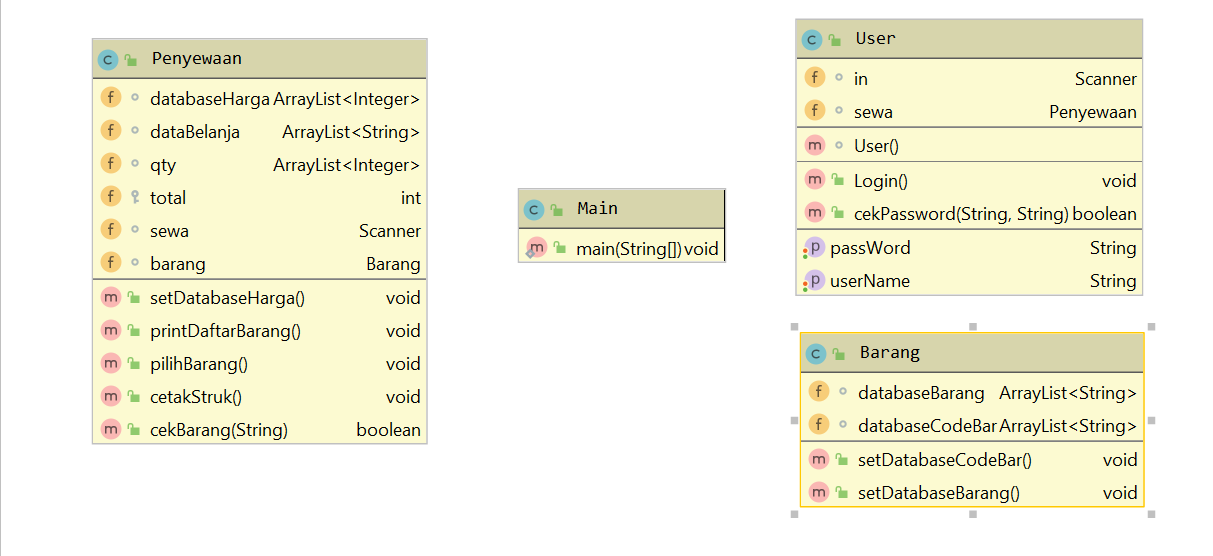 Penyewaan
databaseHarga ArrayList<Integer>
dataBelanja ArrayList<String>
qty ArrayList<Integer>
total int
sewa Scanner
barang Barang
setDatabaseHarga() void
printDaftarBarang() void
pilihBarang() void
cetakStruk() void
cekBarang(String) boolean
Main
main(String[]) void
User
in Scanner
sewa Penyewaan
User()
Login() void
cekPassword(String, String) boolean
passWord String
userName String
Barang
databaseBarang ArrayList<String>
databaseCodeBar ArrayList<String>
setDatabaseCodeBar() void
setDatabaseBarang() void